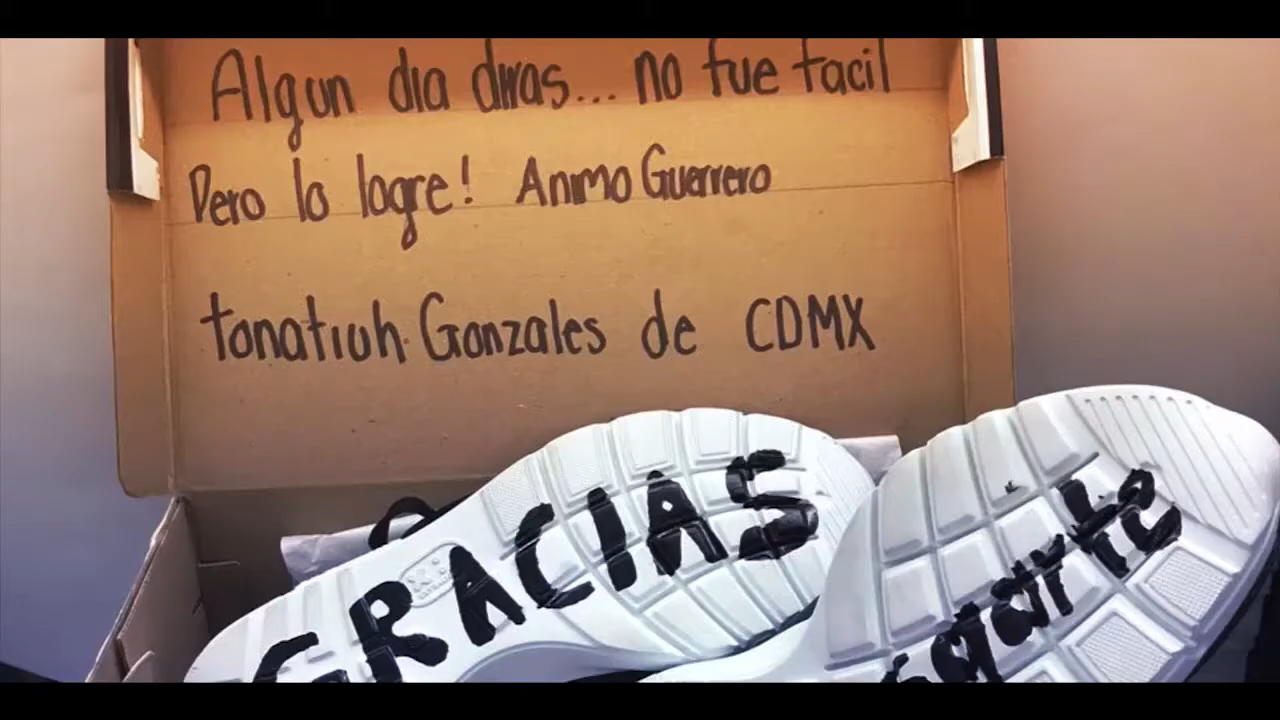 Algun dia diras... no fue facil
Pero lo logre! Animo Guerrero
tonatiuh Gonzales de CDMX
GRACIAS